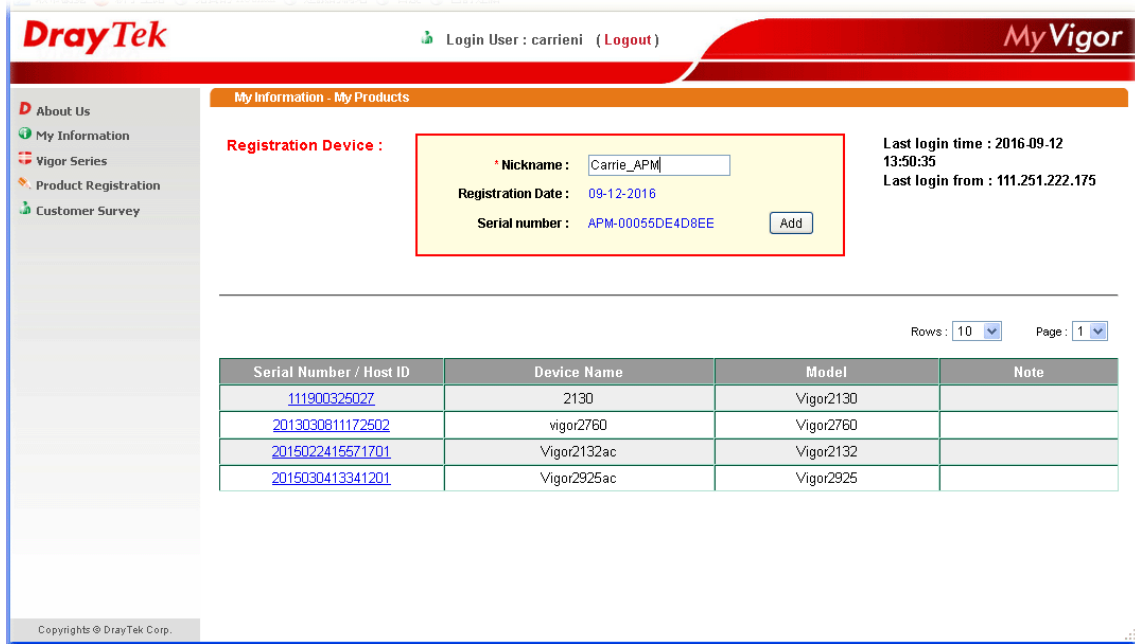 DrayTek
Login User : carrieni ( Logout )
MyVigor
About Us
My Information
Vigor Series
Product Registration
Customer Survey
My Information - My Products
Registration Device :
* Nickname : Carrie_APM
Registration Date : 09-12-2016
Serial number : APM-00055DE4D8EE Add
Last login time : 2016-09-12
13:50:35
Last login from : 111.251.222.175
Rows : 10 Page : 1
Serial Number / Host ID Device Name Model Note
111900325027 2130 Vigor2130
2013030811172502 vigor2760 Vigor2760
2015022415571701 Vigor2132ac Vigor2132
2015030413341201 Vigor2925ac Vigor2925
Copyrights © DrayTek Corp.